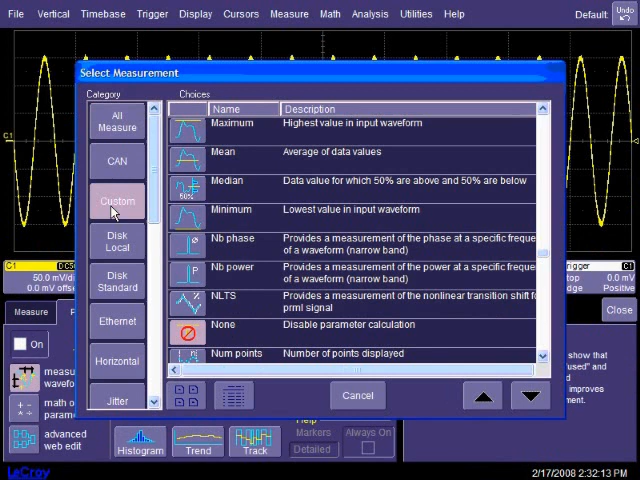 File Vertical Timebase Trigger Display Cursors Measure Math Analysis Utilities Help Default Undo
Select Measurement
Category Choices
Name Description
All Measure
CAN
Custom
Disk Local
Disk Standard
Ethernet
Horizontal
Jitter
Maximum Highest value in input waveform
Mean Average of data values
Median Data value for which 50% are above and 50% are below
50%
Minimum Lowest value in input waveform
Nb phase Provides a measurement of the phase at a specific freque
of a waveform (narrow band)
Nb power Provides a measurement of the power at a specific freque
of a waveform (narrow band)
NLTS Provides a measurement of the nonlinear transition shift fo
prml signal
None Disable parameter calculation
Num points Number of points displayed
Cancel
C1
C1 DC5
50.0 mV/di
0.0 mV offs
rigger C1
0.0 mV
dge Positive
Measure P
On
measu
wavefo
math o
param
advanced
web edit
Histogram Trend Track
Help
Markers Always On
Detailed
Close
show that
used" and
d
improves
LeCroy 2/17/2008 2:32:13 PM